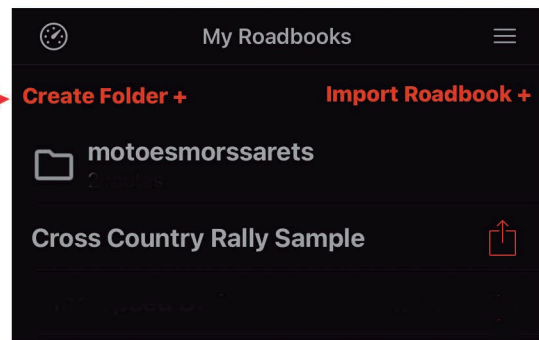 My Roadbooks
Create Folder + Import Roadbook +
motoesmorssarets
Cross Country Rally Sample